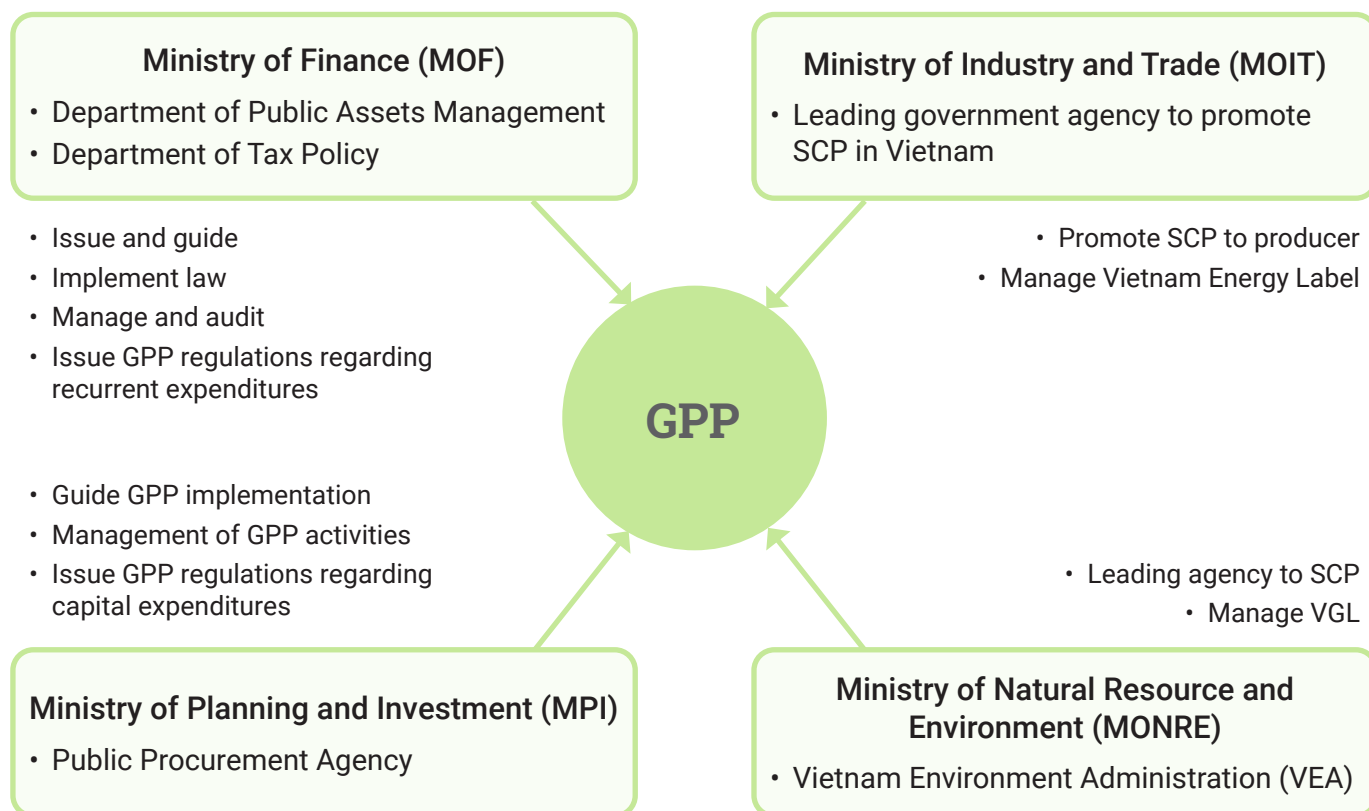 Ministry of Finance (MOF)
• Department of Public Assets Management
• Department of Tax Policy
Ministry of Industry and Trade (MOIT)
• Leading government agency to promote
SCP in Vietnam
• Issue and guide
• Implement law
• Manage and audit
• Issue GPP regulations regarding
recurrent expenditures
• Promote SCP to producer
• Manage Vietnam Energy Label
GPP
• Guide GPP implementation
• Management of GPP activities
• Issue GPP regulations regarding
capital expenditures
• Leading agency to SCP
• Manage VGL
Ministry of Planning and Investment (MPI)
• Public Procurement Agency
Ministry of Natural Resource and
Environment (MONRE)
• Vietnam Environment Administration (VEA)